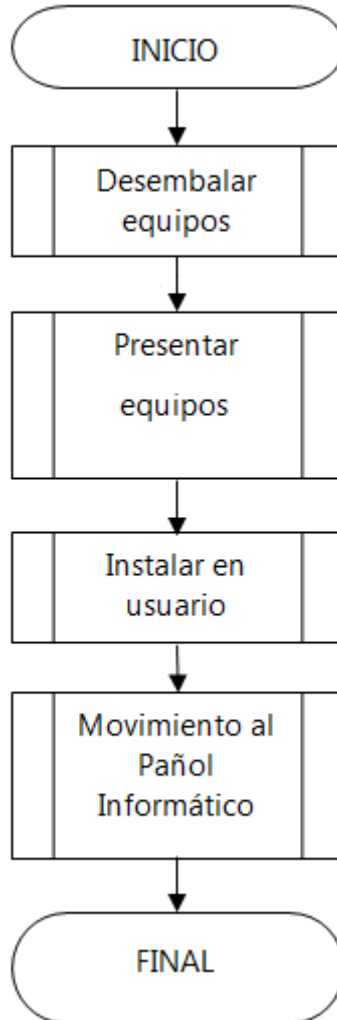 INICIO
Desembalar
equipos
Presentar
equipos
Instalar en
usuario
Movimiento al
Pañol
Informático
FINAL